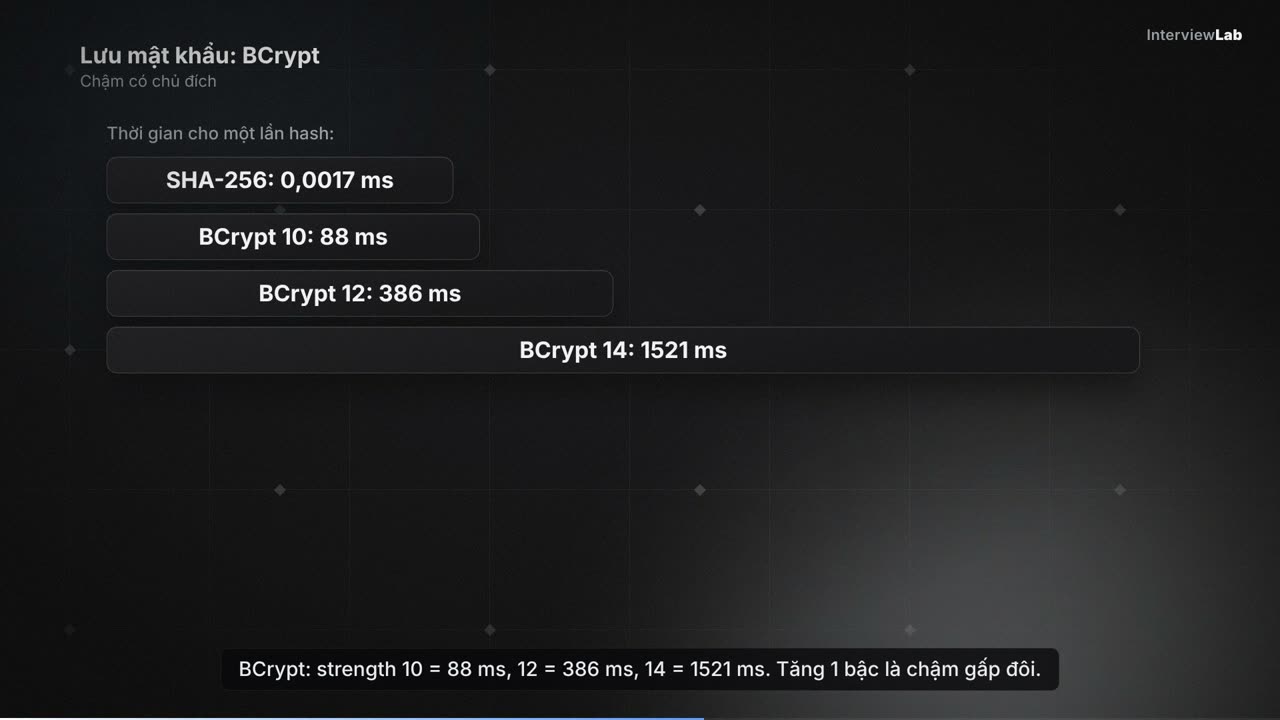 Lưu mật khẩu: BCrypt
InterviewLab
Chậm có chủ đích
Thời gian cho một lần hash:
SHA-256: 0,0017 ms
BCrypt 10: 88 ms
BCrypt 12: 386 ms
BCrypt 14: 1521 ms
BCrypt: strength 10 = 88 ms, 12 = 386 ms, 14 = 1521 ms. Tăng 1 bậc là chậm gấp đôi.